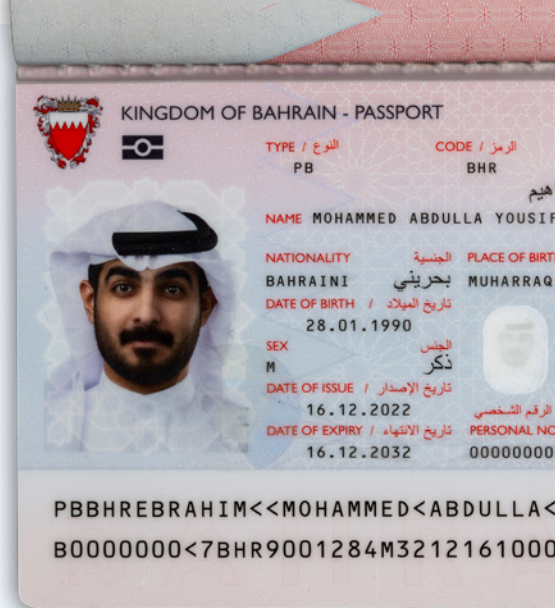 KINGDOM OF BAHRAIN - PASSPORT
TYPE / النوع CODE / الرمز
PB BHR
هيم
NAME MOHAMMED ABDULLA YOUSIF
NATIONALITY الجنسية PLACE OF BIRT
BAHRAINI بحريني MUHARRAQ
DATE OF BIRTH / تاريخ الميلاد
28.01.1990
SEX الجنس
M ذكر
DATE OF ISSUE / تاريخ الإصدار
16.12.2022 الرقم الشخصي
DATE OF EXPIRY / تاريخ الانتهاء PERSONAL NO
16.12.2032 00000000
PBBHREBRAHIM<<MOHAMMED<ABDULLA<
B0000000<7BHR9001284M3212161000